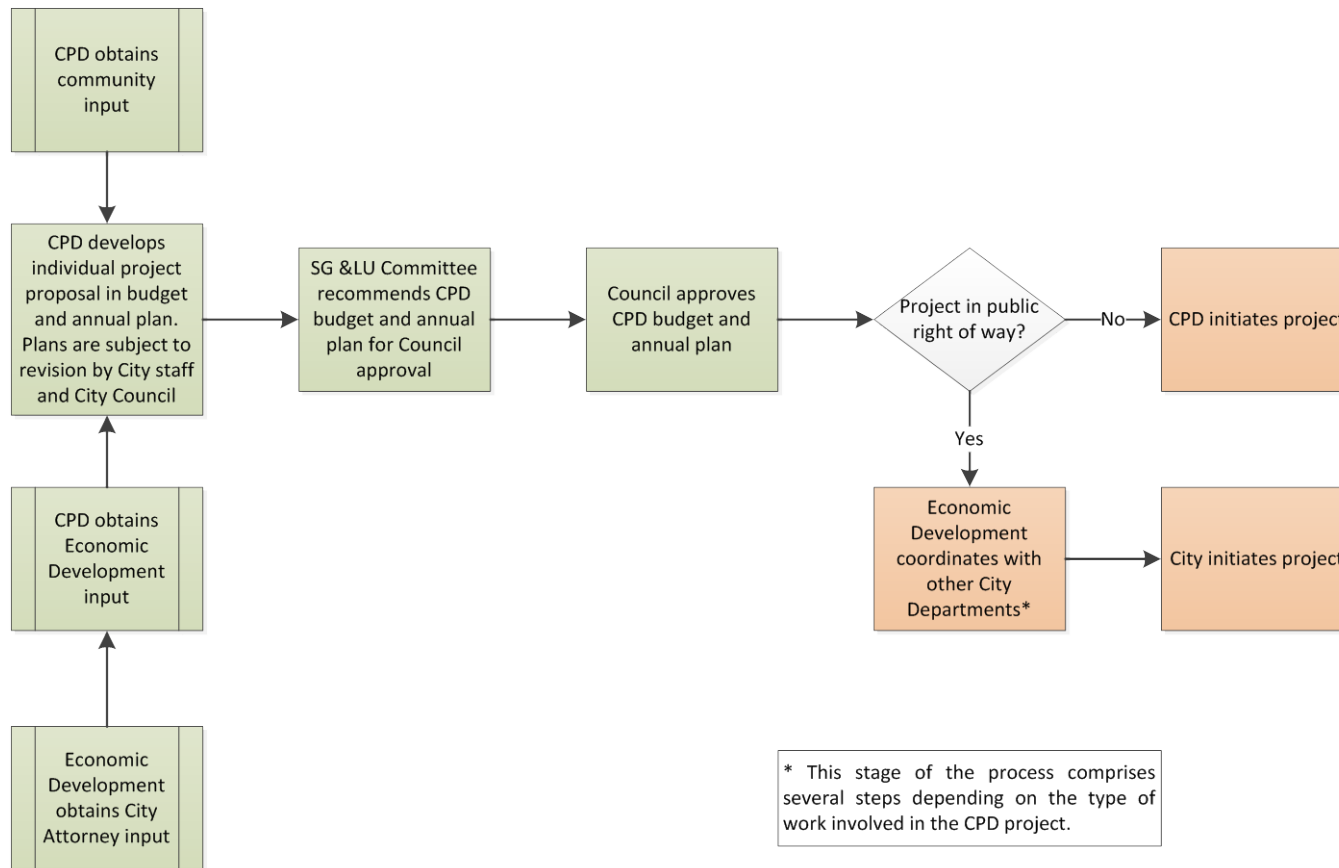 CPD obtains
community
input
CPD develops
individual project
proposal in budget
and annual plan.
Plans are subject to
revision by City staff
and City Council
SG &LU Committee
recommends CPD
budget and annual
plan for Council
approval
Council approves
CPD budget and
annual plan
Project in public
right of way?
No
CPD initiates project
Yes
CPD obtains
Economic
Development
input
Economic
Development
coordinates with
other City
Departments*
City initiates project
Economic
Development
obtains City
Attorney input
* This stage of the process comprises
several steps depending on the type of
work involved in the CPD project.